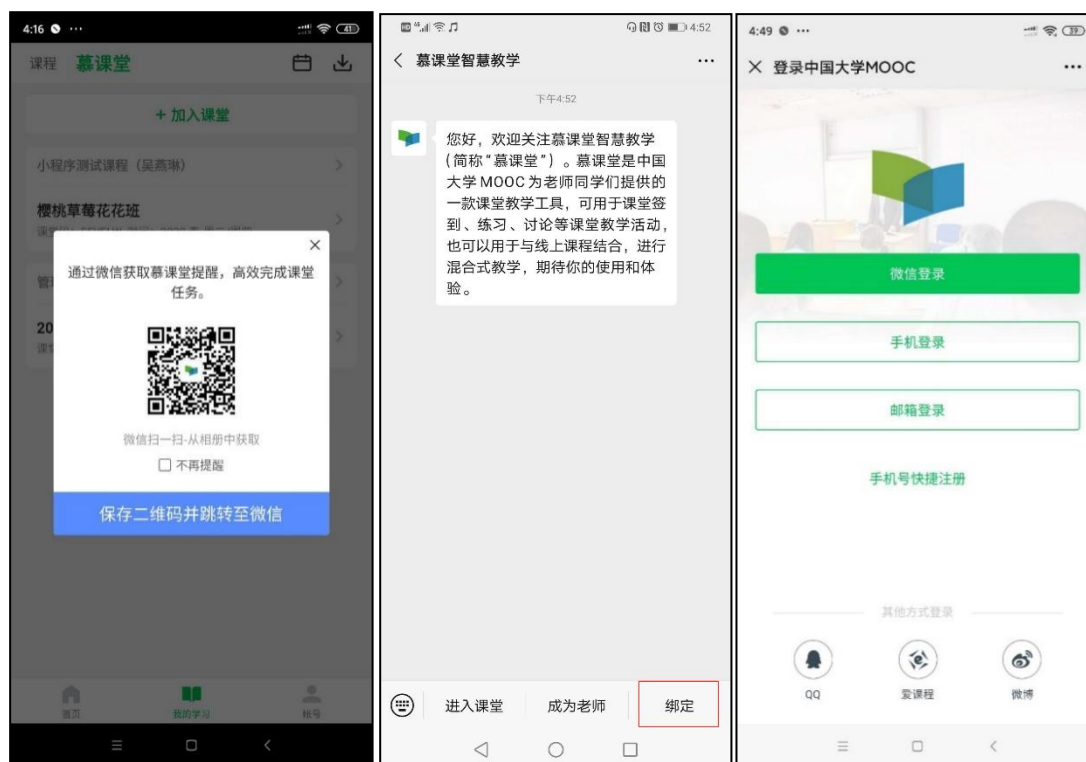 4:16
41
课程 慕课堂
+ 加入课堂
小程序测试课程（吴燕琳）
樱桃草莓花花班
通过微信获取慕课堂提醒，高效完成课堂
任务。
20
微信扫一扫-从相册中获取
不再提醒
保存二维码并跳转至微信
首页 我的学习 账号
4:52
慕课堂智慧教学
下午4:52
您好，欢迎关注慕课堂智慧教学
（简称“慕课堂”）。慕课堂是中国
大学 MOOC 为老师同学们提供的
一款课堂教学工具，可用于课堂签
到、练习、讨论等课堂教学活动，
也可以用于与线上课程结合，进行
混合式教学，期待你的使用和体
验。
进入课堂 成为老师 绑定
4:49
39
登录中国大学MOOC
微信登录
手机登录
邮箱登录
手机号快捷注册
其他方式登录
QQ 爱课程 微博